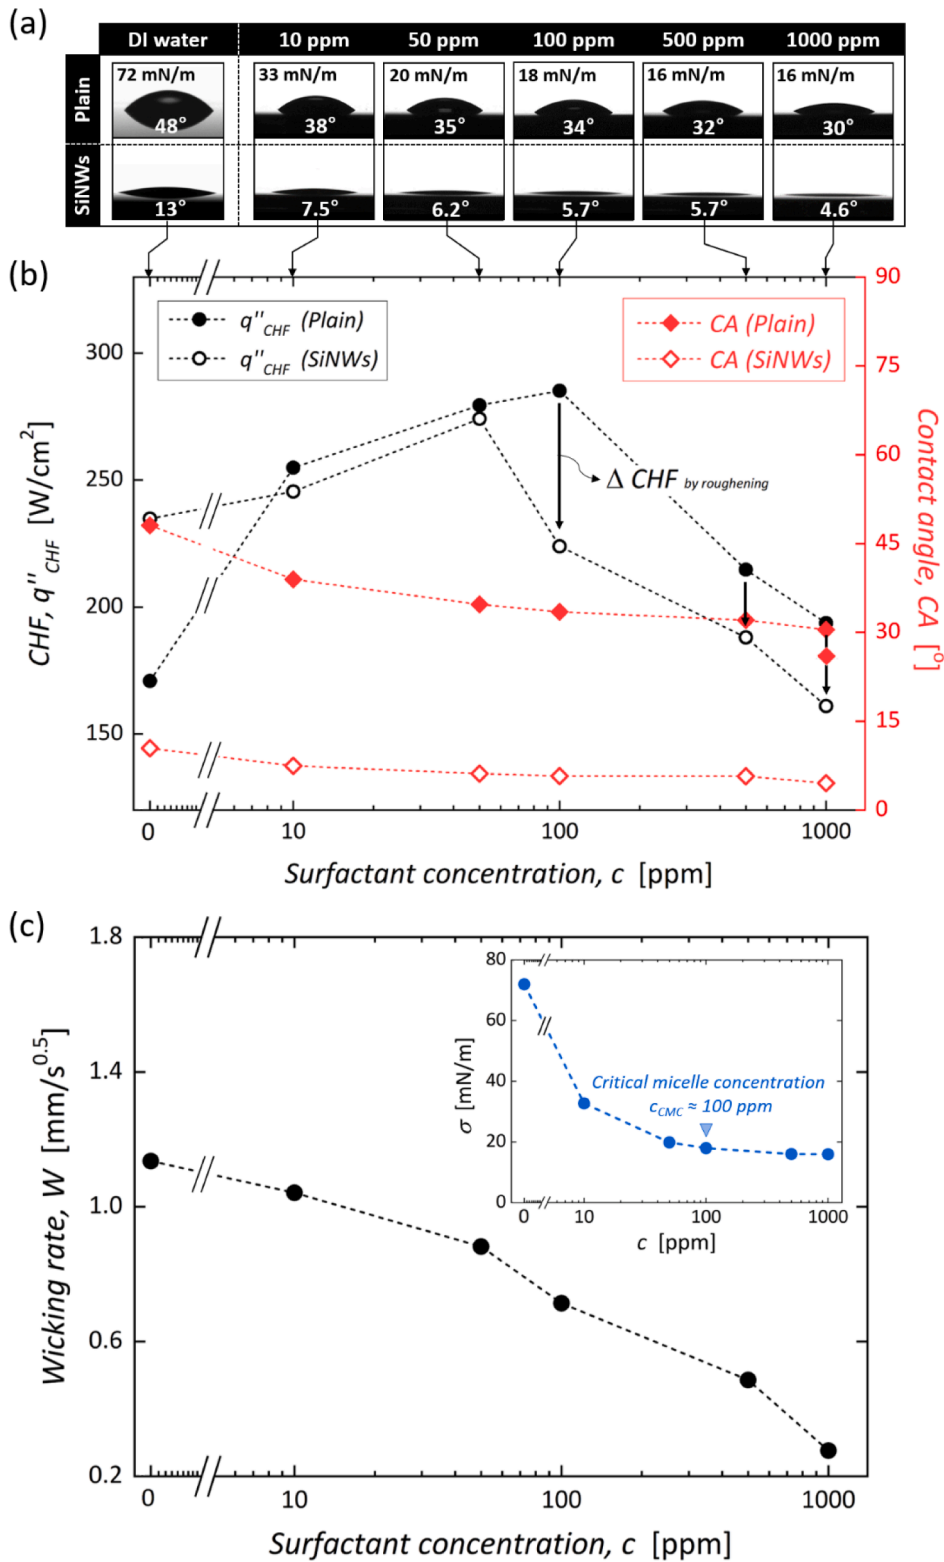 (a)
DI water 10 ppm 50 ppm 100 ppm 500 ppm 1000 ppm
Plain
72 mN/m 33 mN/m 20 mN/m 18 mN/m 16 mN/m 16 mN/m
48° 38° 35° 34° 32° 30°
SiNWs
13° 7.5° 6.2° 5.7° 5.7° 4.6°
(b)
90
q''CHF (Plain)
q''CHF (SiNWs)
CA (Plain)
CA (SiNWs)
300
75
60
250
Δ CHF by roughening
45
200
30
150
15
0
CHF, q''CHF [W/cm²]
Contact angle, CA [°]
0 10 100 1000
Surfactant concentration, c [ppm]
(c)
1.8
1.4
1.0
0.6
0.2
Wicking rate, W [mm/s⁰·⁵]
80
60
40
20
0
σ [mN/m]
Critical micelle concentration
cCMC ≈ 100 ppm
0 10 100 1000
c [ppm]
0 10 100 1000
Surfactant concentration, c [ppm]